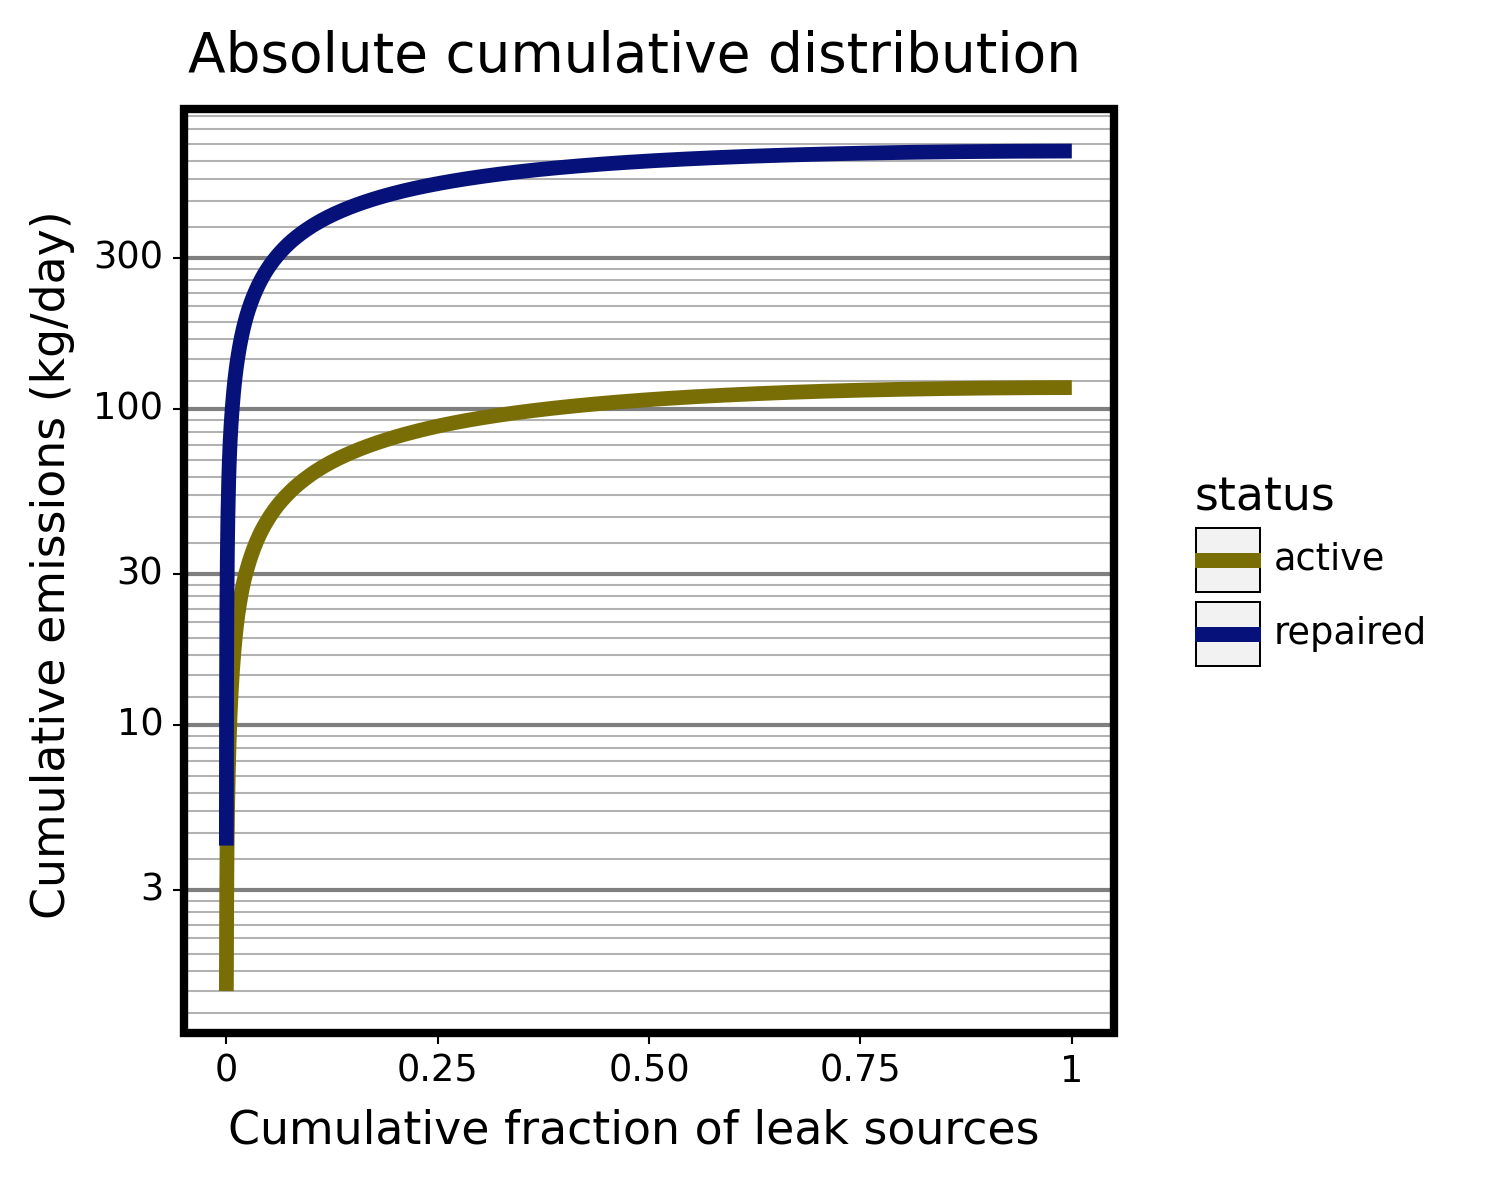 Absolute cumulative distribution
Cumulative emissions (kg/day)
300
100
30
10
3
0 0.25 0.50 0.75 1
Cumulative fraction of leak sources
status
active
repaired